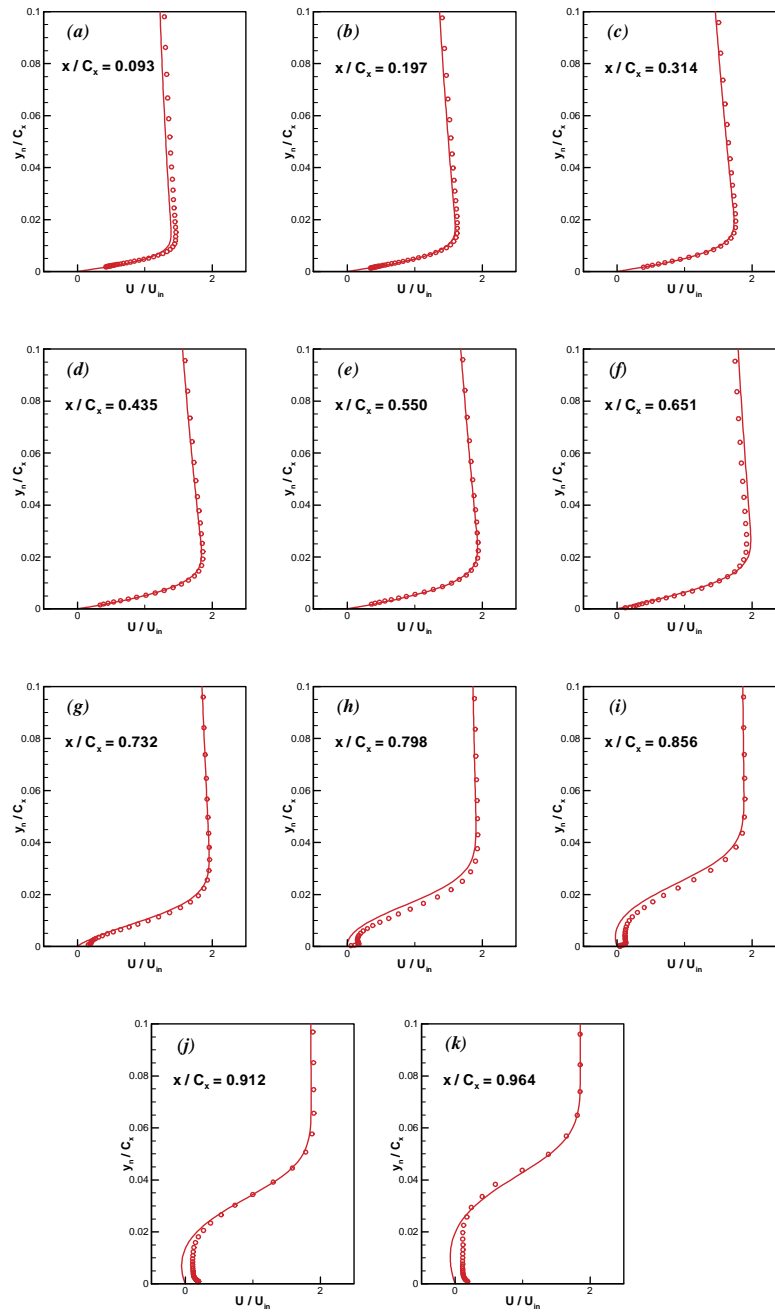 (a)
x / Cx = 0.093
yn / Cx
0.1
0.08
0.06
0.04
0.02
0
0 2
U / Uin
(b)
x / Cx = 0.197
yn / Cx
0.1
0.08
0.06
0.04
0.02
0
0 2
U / Uin
(c)
x / Cx = 0.314
yn / Cx
0.1
0.08
0.06
0.04
0.02
0
0 2
U / Uin
(d)
x / Cx = 0.435
yn / Cx
0.1
0.08
0.06
0.04
0.02
0
0 2
U / Uin
(e)
x / Cx = 0.550
yn / Cx
0.1
0.08
0.06
0.04
0.02
0
0 2
U / Uin
(f)
x / Cx = 0.651
yn / Cx
0.1
0.08
0.06
0.04
0.02
0
0 2
U / Uin
(g)
x / Cx = 0.732
yn / Cx
0.1
0.08
0.06
0.04
0.02
0
0 2
U / Uin
(h)
x / Cx = 0.798
yn / Cx
0.1
0.08
0.06
0.04
0.02
0
0 2
U / Uin
(i)
x / Cx = 0.856
yn / Cx
0.1
0.08
0.06
0.04
0.02
0
0 2
U / Uin
(j)
x / Cx = 0.912
yn / Cx
0.1
0.08
0.06
0.04
0.02
0
0 2
U / Uin
(k)
x / Cx = 0.964
yn / Cx
0.1
0.08
0.06
0.04
0.02
0
0 2
U / Uin